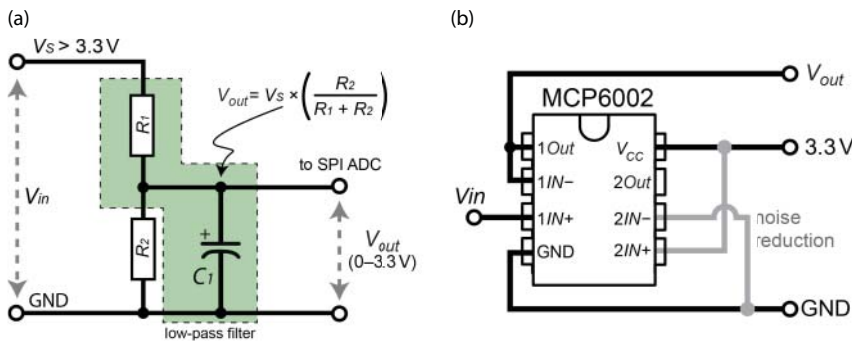 (a)
VS > 3.3 V
R1
Vout = VS × (R2 / R1 + R2)
to SPI ADC
Vin
R2
+
C1
Vout
(0–3.3 V)
GND
low-pass filter
(b)
Vout
MCP6002
1Out
VCC
3.3 V
1IN–
2Out
Vin
1IN+
2IN–
noise
reduction
GND
2IN+
GND